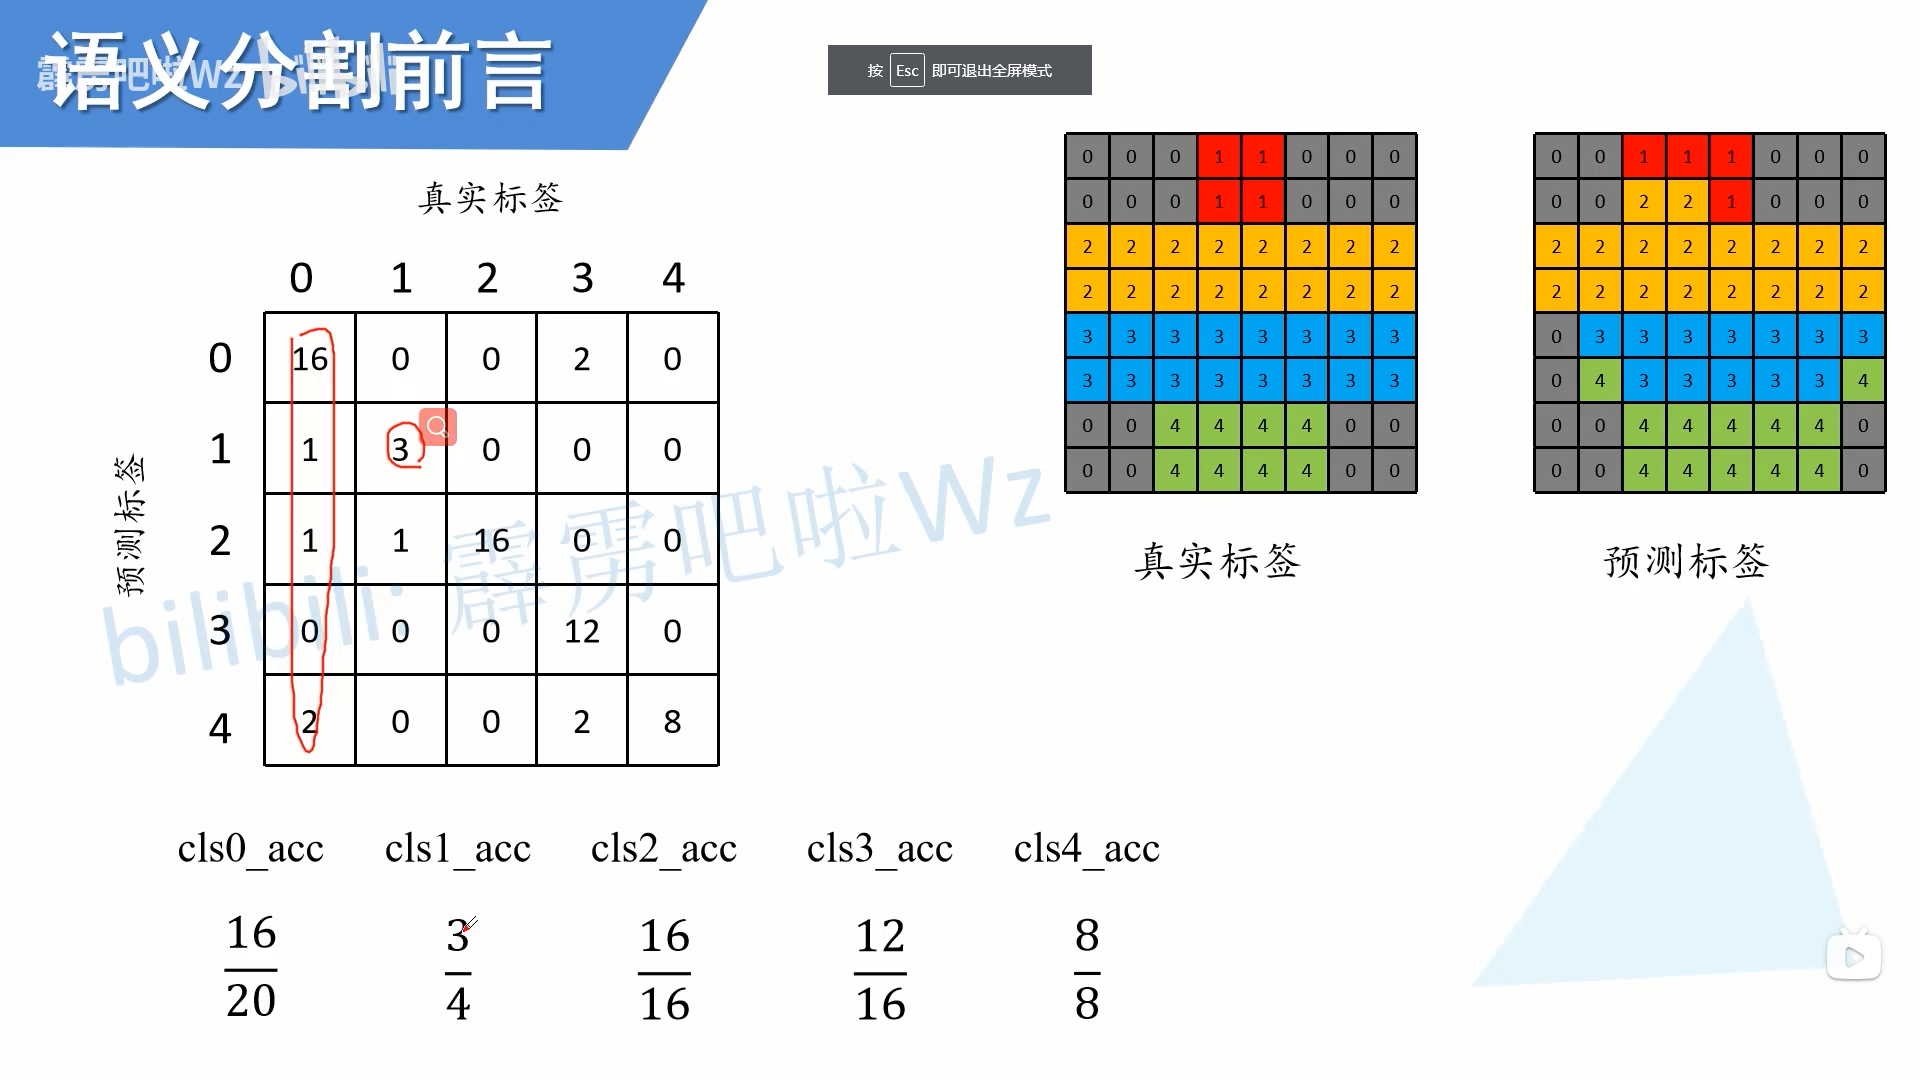 语义分割前言
霹雳吧啦Wz bilibili
按 Esc 即可退出全屏模式
真实标签
0 1 2 3 4
预测标签
0 16 0 0 2 0
1 1 3 0 0 0
2 1 1 16 0 0
3 0 0 0 12 0
4 2 0 0 2 8
bilibili: 霹雳吧啦Wz
0 0 0 1 1 0 0 0
0 0 0 1 1 0 0 0
2 2 2 2 2 2 2 2
2 2 2 2 2 2 2 2
3 3 3 3 3 3 3 3
3 3 3 3 3 3 3 3
0 0 4 4 4 4 0 0
0 0 4 4 4 4 0 0
真实标签
0 0 1 1 1 0 0 0
0 0 2 2 1 0 0 0
2 2 2 2 2 2 2 2
2 2 2 2 2 2 2 2
0 3 3 3 3 3 3 3
0 4 3 3 3 3 3 4
0 0 4 4 4 4 4 0
0 0 4 4 4 4 4 0
预测标签
cls0_acc cls1_acc cls2_acc cls3_acc cls4_acc
16 3 16 12 8
20 4 16 16 8